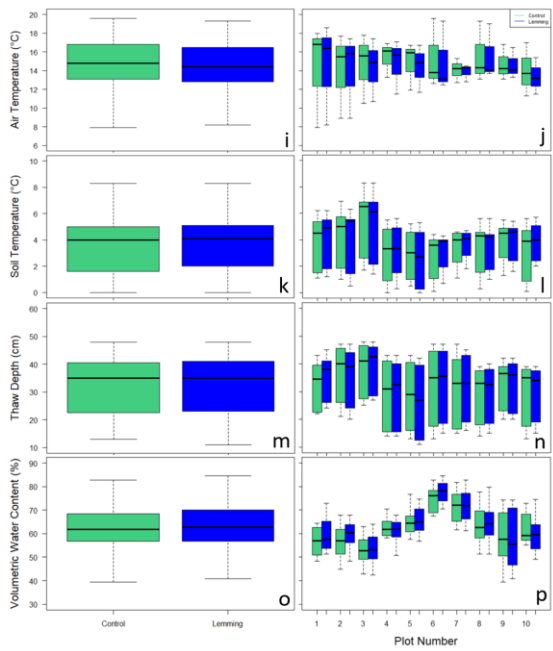 Control
Lemming
Air Temperature (°C)
20
18
16
14
12
10
8
6
i
j
Soil Temperature (°C)
10
8
6
4
2
0
k
l
Thaw Depth (cm)
60
50
40
30
20
10
m
n
Volumetric Water Content (%)
90
80
70
60
50
40
30
o
p
Control Lemming
1 2 3 4 5 6 7 8 9 10
Plot Number